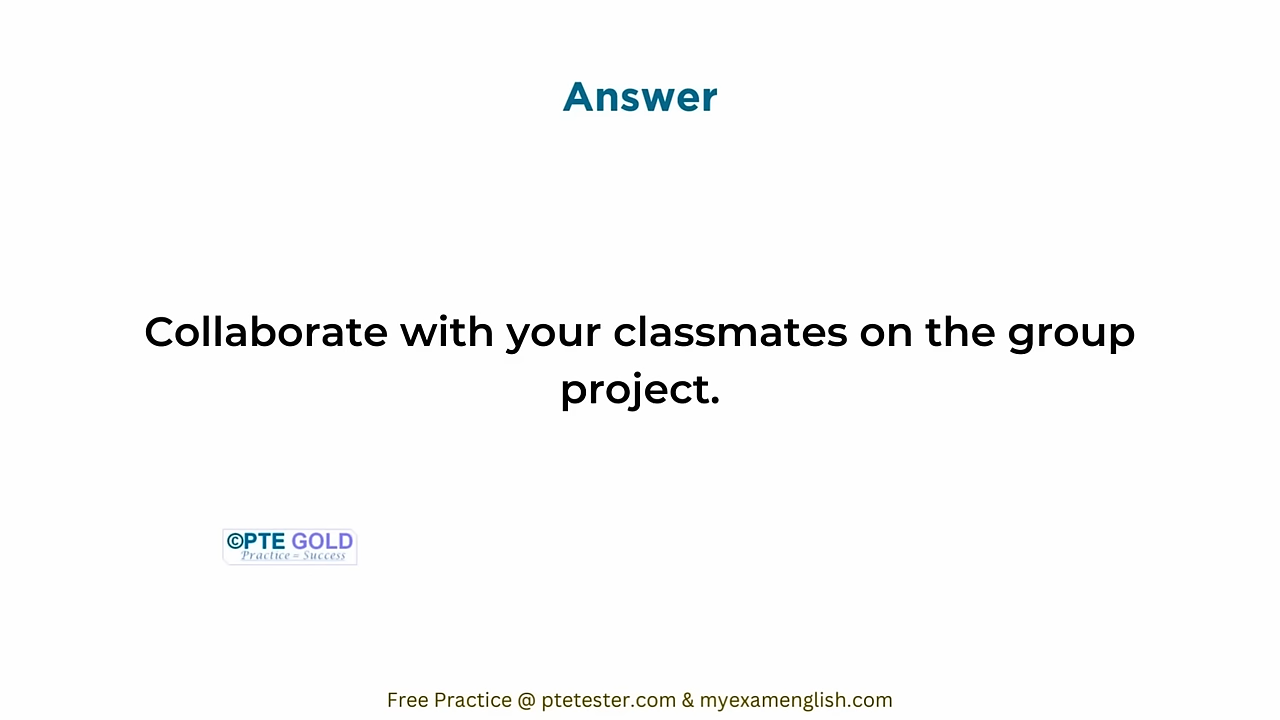 Answer
Collaborate with your classmates on the group
project.
©PTE GOLD
Practice = Success
Free Practice @ ptetester.com & myexamenglish.com